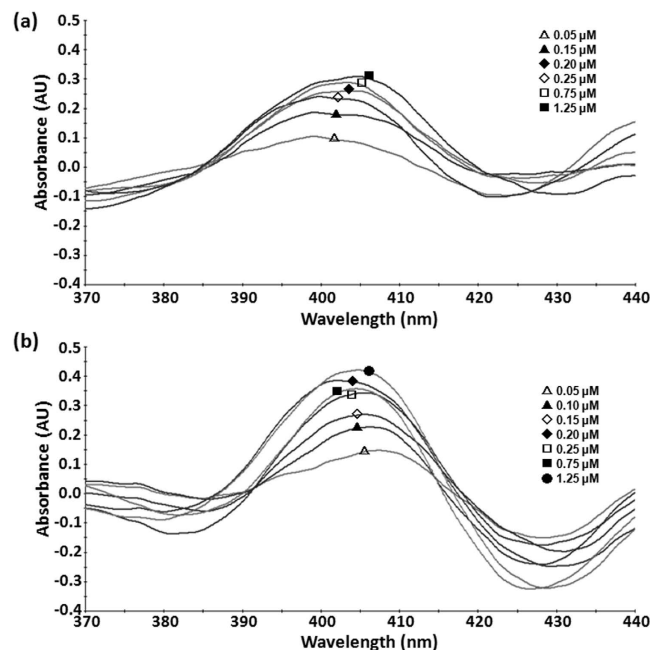 (a)
Absorbance (AU)
0.5
0.4
0.3
0.2
0.1
0.0
-0.1
-0.2
-0.3
-0.4
370 380 390 400 410 420 430 440
Wavelength (nm)
0.05 µM
0.15 µM
0.20 µM
0.25 µM
0.75 µM
1.25 µM
(b)
Absorbance (AU)
0.5
0.4
0.3
0.2
0.1
0.0
-0.1
-0.2
-0.3
-0.4
370 380 390 400 410 420 430 440
Wavelength (nm)
0.05 µM
0.10 µM
0.15 µM
0.20 µM
0.25 µM
0.75 µM
1.25 µM